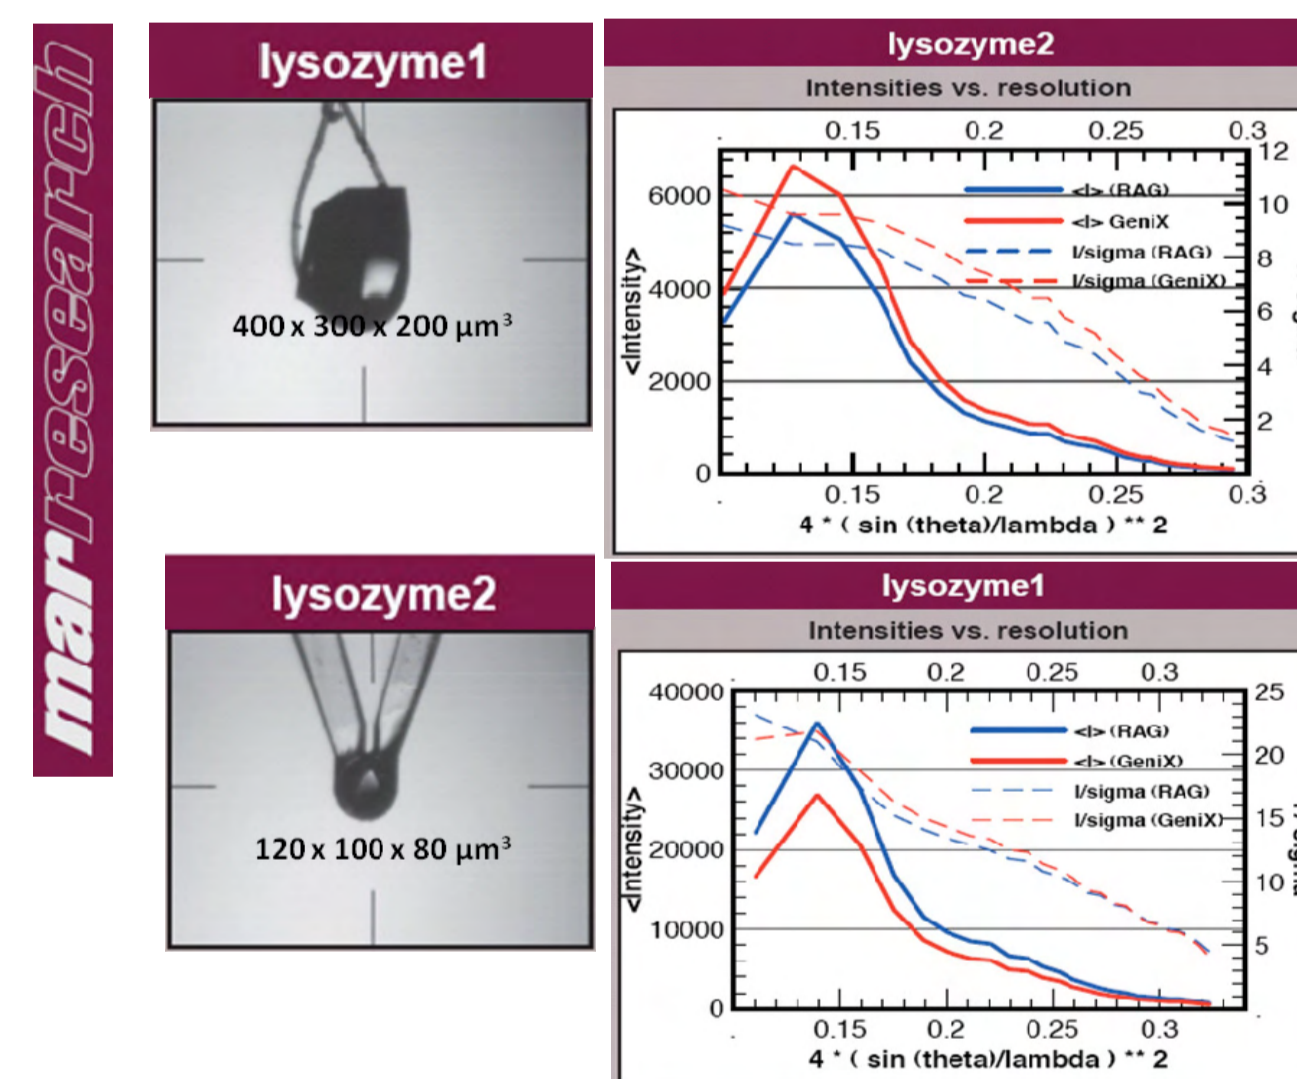 marresearch
lysozyme1
400 x 300 x 200 µm³
lysozyme2
Intensities vs. resolution
0.15 0.2 0.25 0.3
12
6000
10
<I> (RAG)
<I> GeniX
I/sigma (RAG)
8
4000
I/sigma (GeniX)
6
<Intensity>
4
2000
2
0
0.15 0.2 0.25 0.3
4 * ( sin (theta)/lambda ) ** 2
lysozyme2
120 x 100 x 80 µm³
lysozyme1
Intensities vs. resolution
0.15 0.2 0.25 0.3
40000
25
<I> (RAG)
30000
20
<I> (GeniX)
I/sigma (RAG)
15
I/sigma (GeniX)
<Intensity>
20000
10
10000
5
0
0.15 0.2 0.25 0.3
4 * ( sin (theta)/lambda ) ** 2